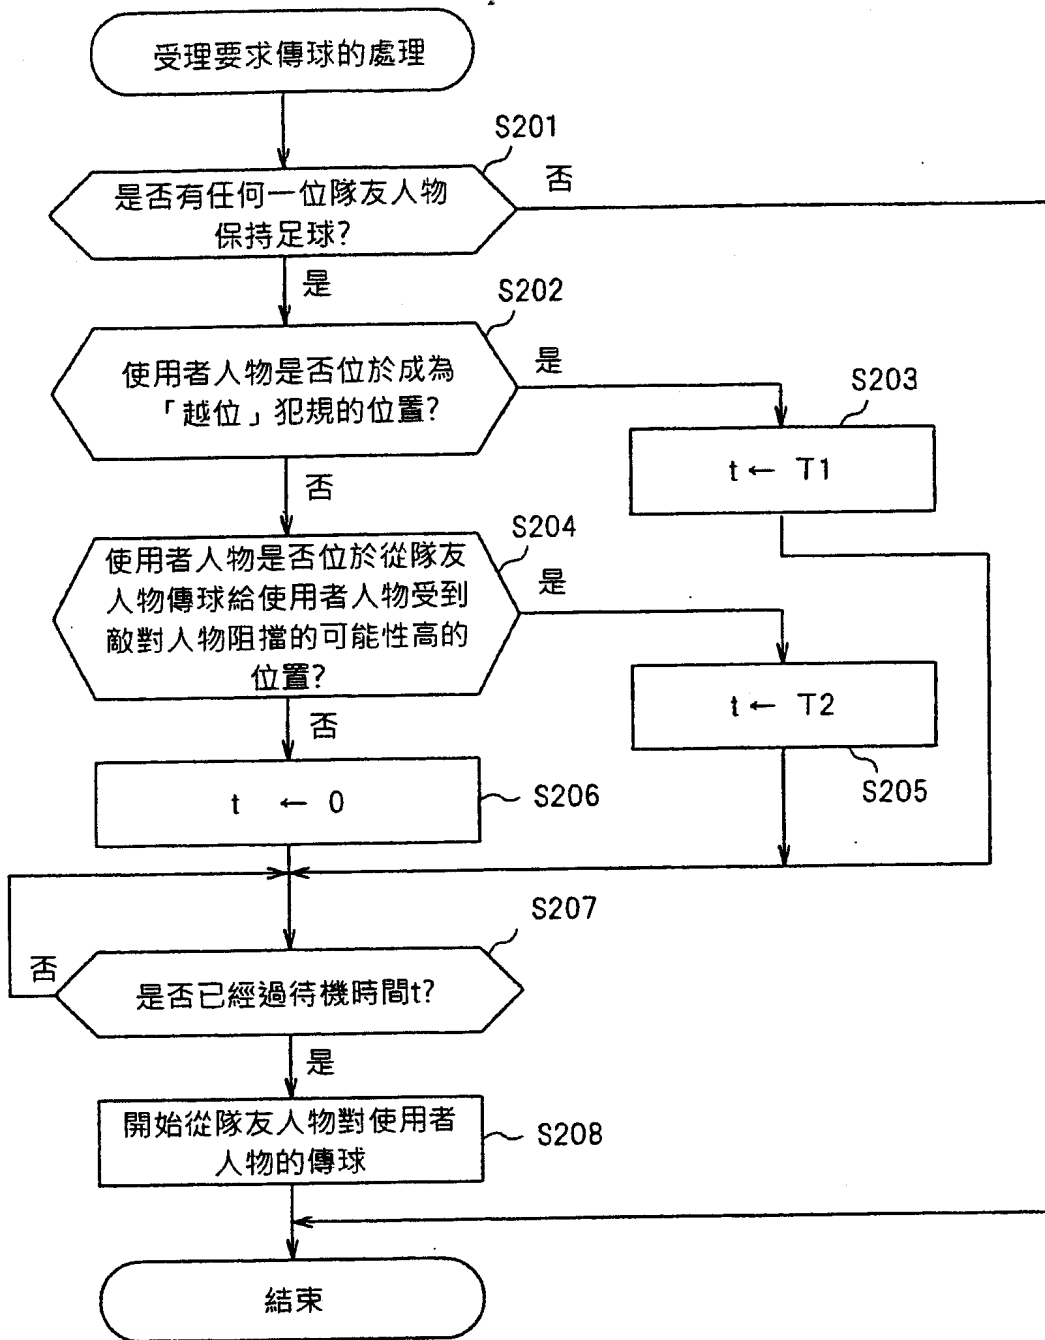 受理要求傳球的處理
S201
是否有任何一位隊友人物
保持足球?
否
是
S202
使用者人物是否位於成為
「越位」犯規的位置?
是
S203
t ← T1
否
S204
使用者人物是否位於從隊友
人物傳球給使用者人物受到
敵對人物阻擋的可能性高的
位置?
是
t ← T2
S205
否
t ← 0
S206
S207
否
是否已經過待機時間t?
是
開始從隊友人物對使用者
人物的傳球
S208
結束